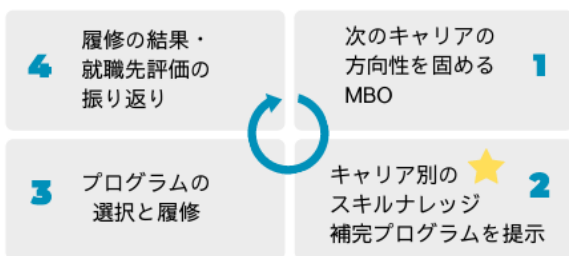 4
履修の結果・
就職先評価の
振り返り
次のキャリアの
方向性を固める
MBO
1
3
プログラムの
選択と履修
キャリア別の
スキルナレッジ
補完プログラムを提示
2